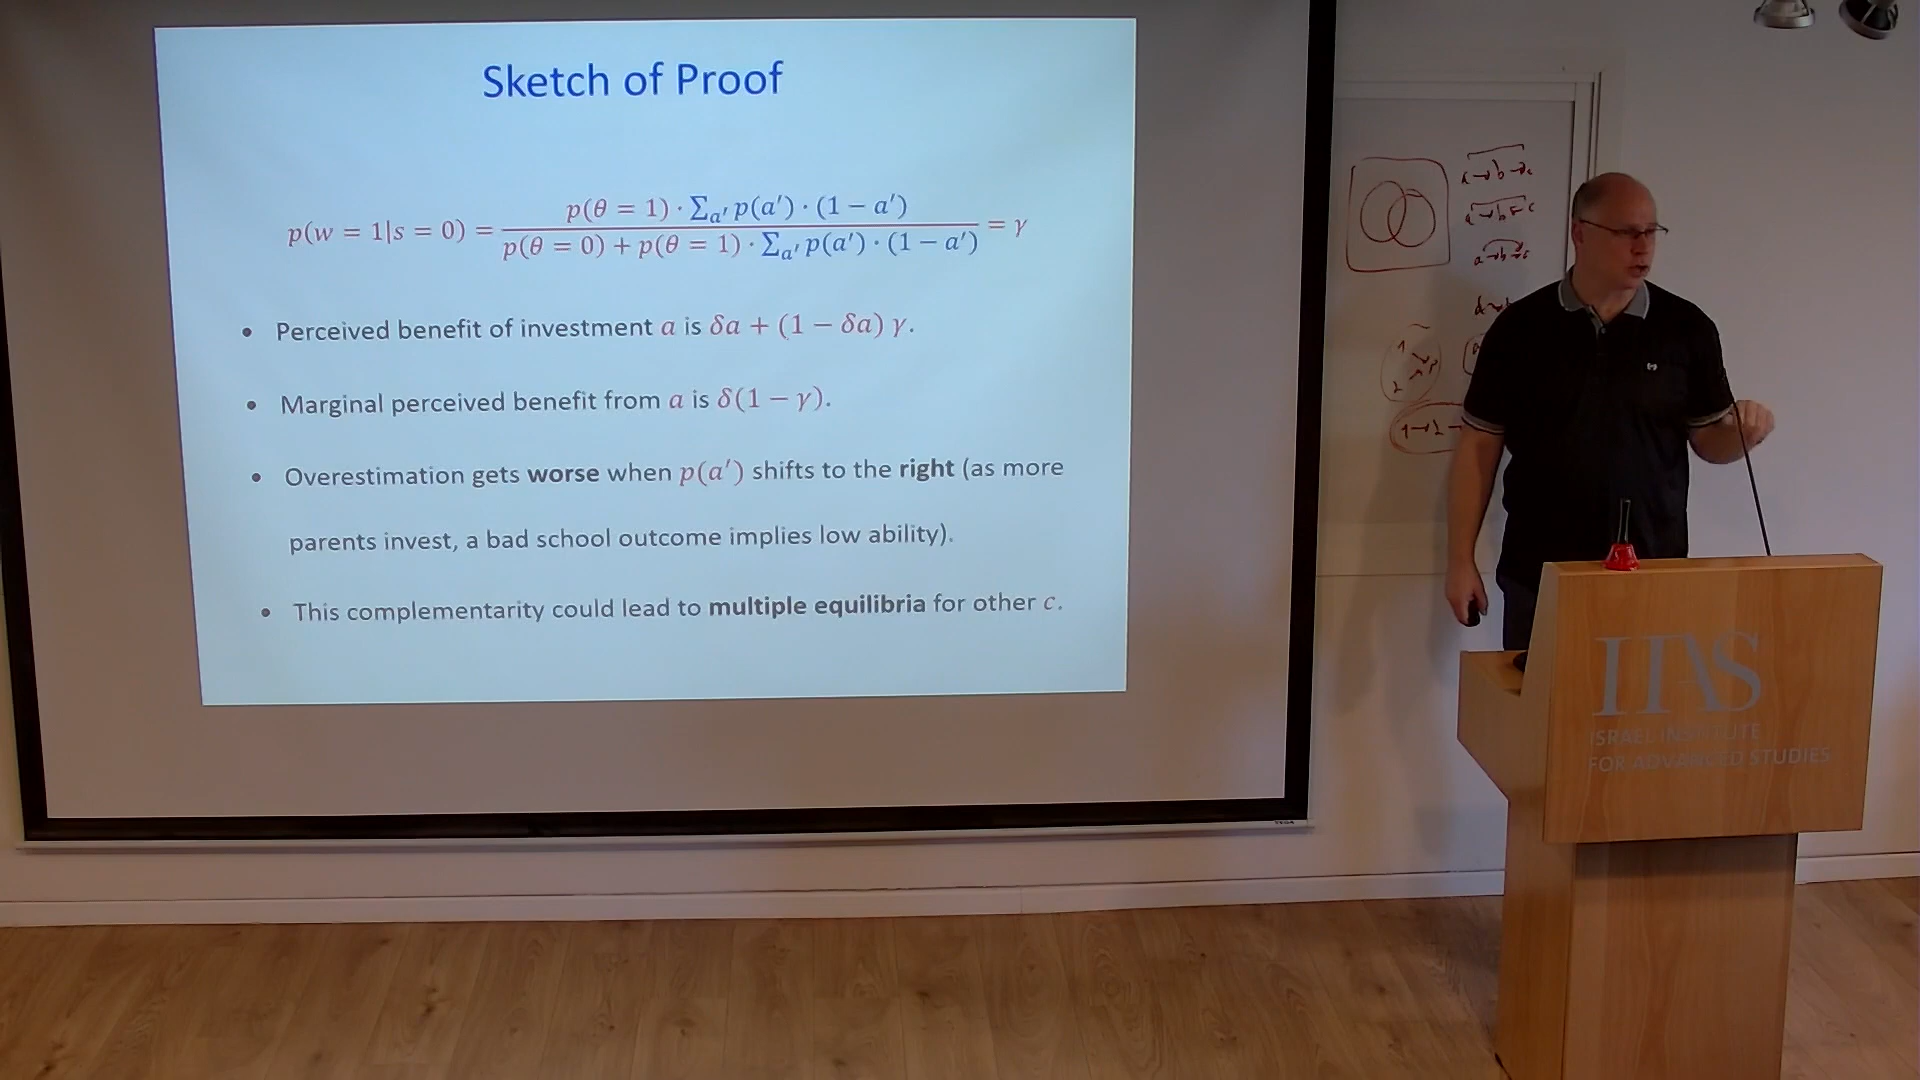 Sketch of Proof
p(w = 1|s = 0) = p(θ = 1) · ∑a′ p(a′) · (1 − a′) / p(θ = 0) + p(θ = 1) · ∑a′ p(a′) · (1 − a′) = γ
• Perceived benefit of investment a is δa + (1 − δa) γ.
• Marginal perceived benefit from a is δ(1 − γ).
• Overestimation gets worse when p(a′) shifts to the right (as more
parents invest, a bad school outcome implies low ability).
• This complementarity could lead to multiple equilibria for other c.
IIAS
ISRAEL INSTITUTE
FOR ADVANCED STUDIES